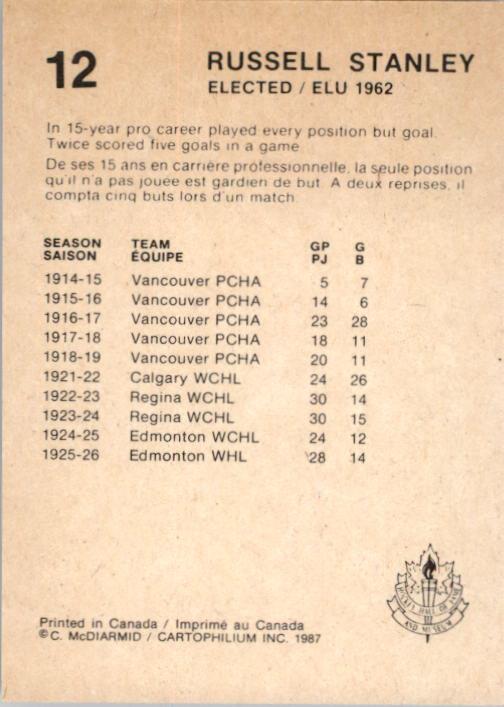 12
RUSSELL STANLEY
ELECTED / ELU 1962
In 15-year pro career played every position but goal.
Twice scored five goals in a game
De ses 15 ans en carrière professionnelle, la seule position
qu'il n'a pas jouée est gardien de but. A deux reprises, il
compta cinq buts lors d'un match.
SEASON TEAM GP G
SAISON ÉQUIPE PJ B
1914-15 Vancouver PCHA 5 7
1915-16 Vancouver PCHA 14 6
1916-17 Vancouver PCHA 23 28
1917-18 Vancouver PCHA 18 11
1918-19 Vancouver PCHA 20 11
1921-22 Calgary WCHL 24 26
1922-23 Regina WCHL 30 14
1923-24 Regina WCHL 30 15
1924-25 Edmonton WCHL 24 12
1925-26 Edmonton WHL 28 14
Printed in Canada / Imprimé au Canada
©C. McDIARMID / CARTOPHILIUM INC. 1987
HOCKEY HALL OF FAME
AND MUSEUM